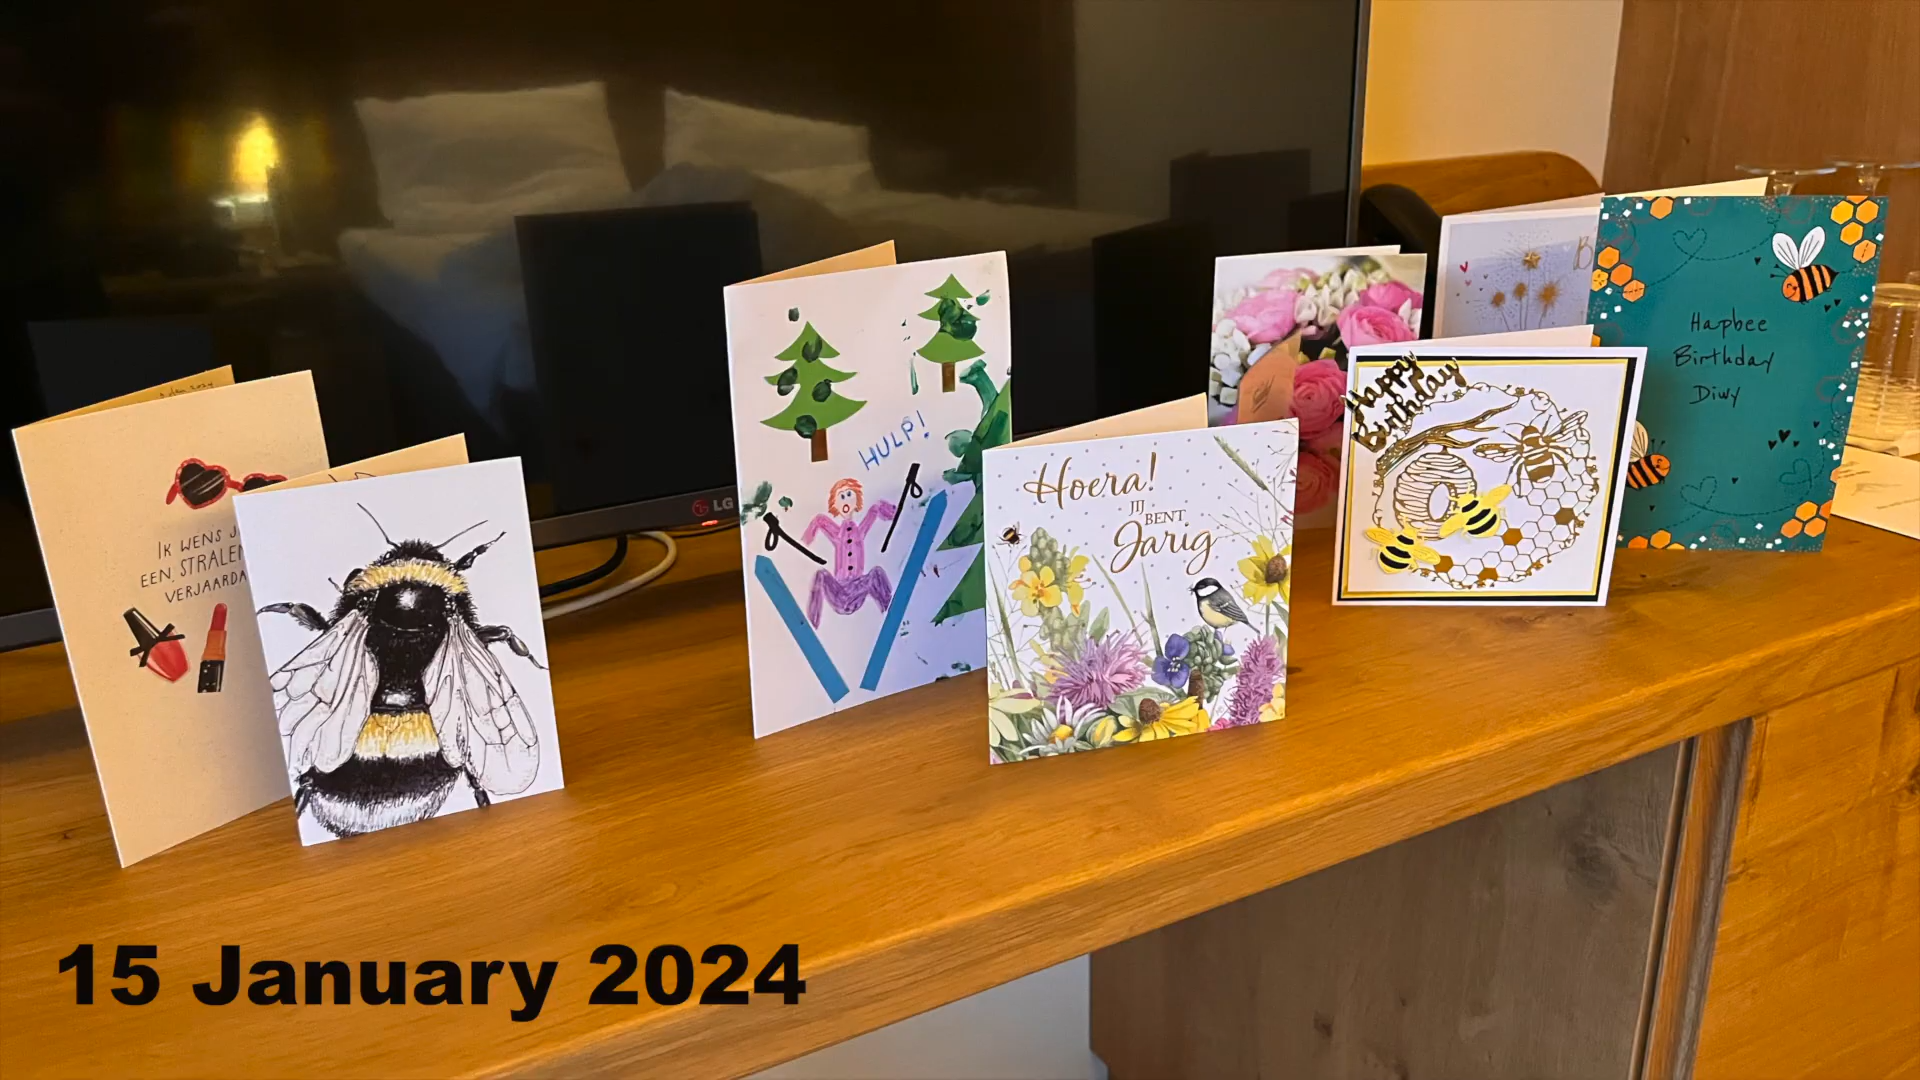 IK WENS J
EEN STRALEN
VERJAARDA
HULP!
LG
Hoera!
JIJ
BENT
Jarig
Happy
Birthday
Hapbee
Birthday
Diwy
15 January 2024